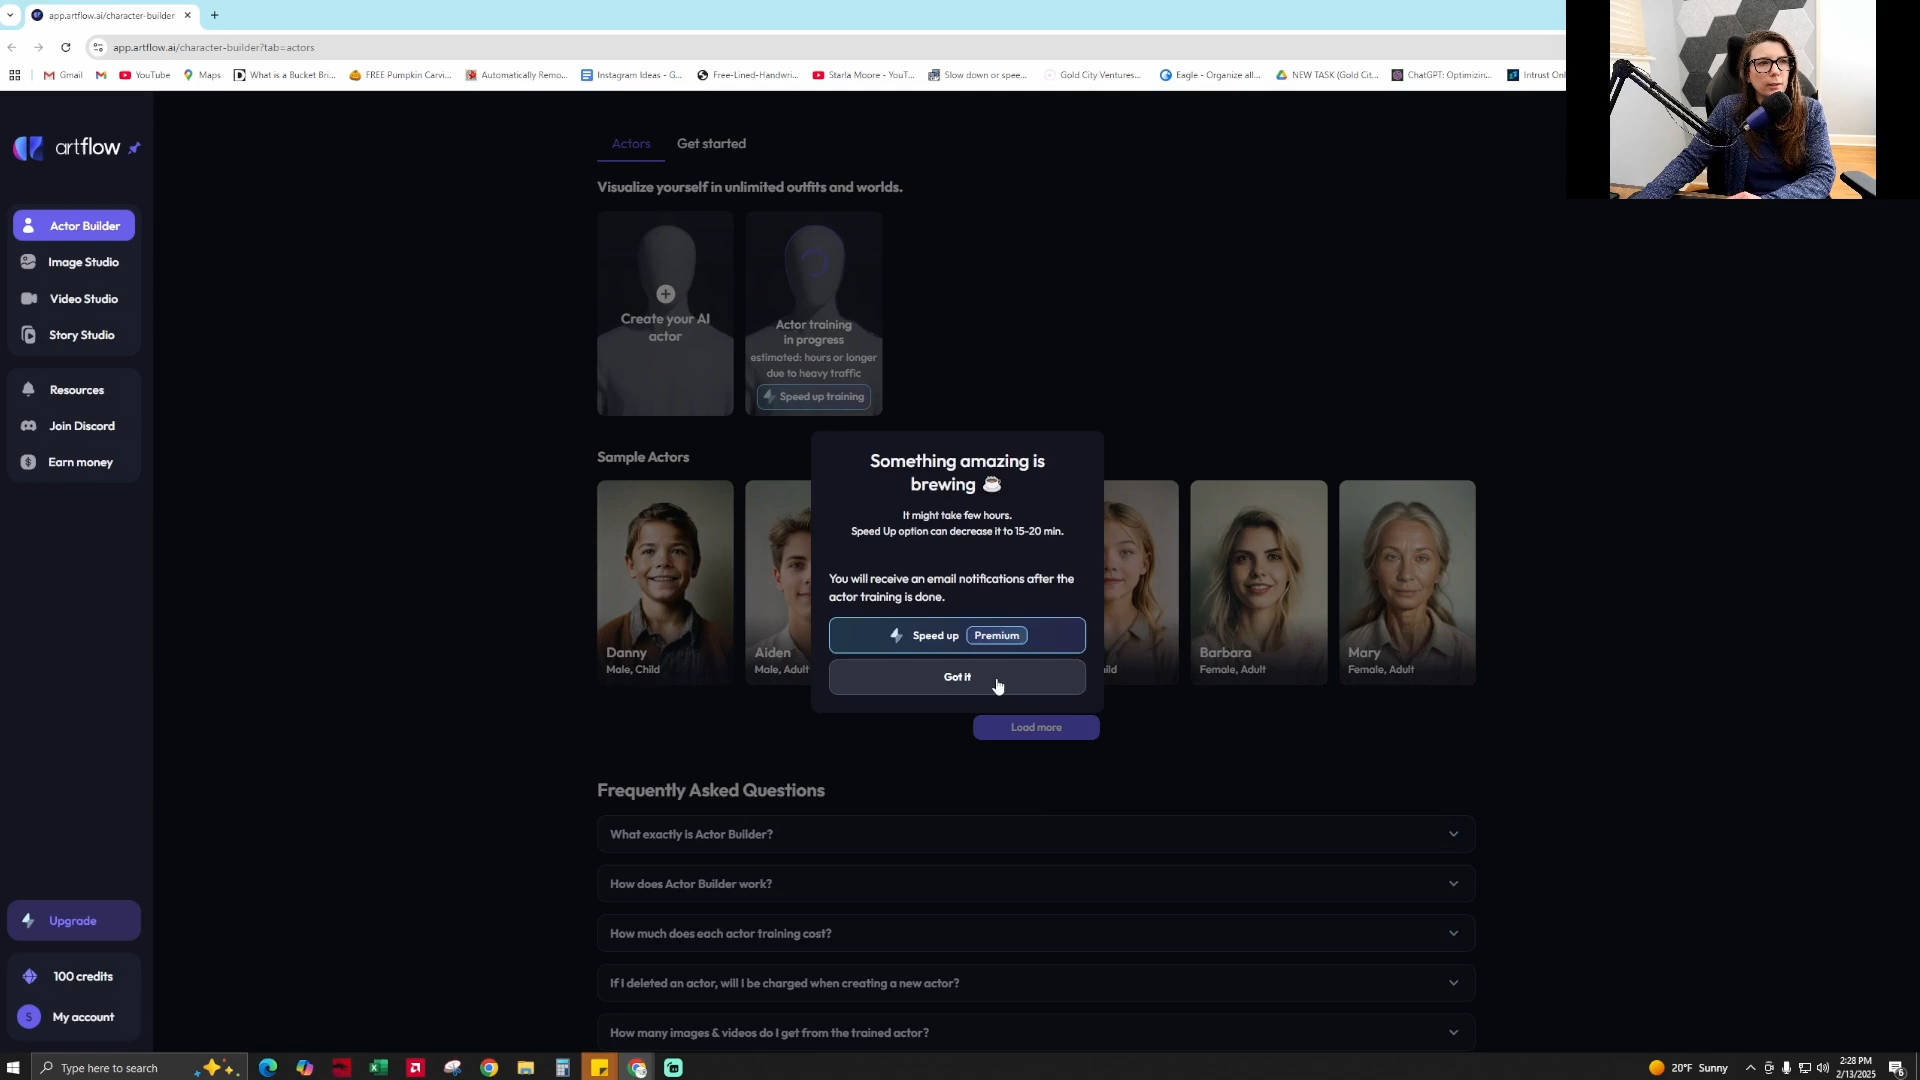 app.artflow.ai/character-builder
app.artflow.ai/character-builder?tab=actors
Gmail
YouTube
Maps
What is a Bucket Bri...
FREE Pumpkin Carvi...
Automatically Remo...
Instagram Ideas - G...
Free-Lined-Handwri...
Starla Moore - YouT...
Slow down or spee...
Gold City Ventures...
Eagle - Organize all...
NEW TASK (Gold Cit...
ChatGPT: Optimizin...
Intrust Onl
artflow
Actor Builder
Image Studio
Video Studio
Story Studio
Resources
Join Discord
Earn money
Upgrade
100 credits
S
My account
Actors
Get started
Visualize yourself in unlimited outfits and worlds.
Create your AI
actor
Actor training
in progress
estimated: hours or longer
due to heavy traffic
Speed up training
Sample Actors
Danny
Male, Child
Aiden
Male, Adult
ild
Barbara
Female, Adult
Mary
Female, Adult
Something amazing is
brewing
It might take few hours.
Speed Up option can decrease it to 15-20 min.
You will receive an email notifications after the
actor training is done.
Speed up Premium
Got it
Load more
Frequently Asked Questions
What exactly is Actor Builder?
How does Actor Builder work?
How much does each actor training cost?
If I deleted an actor, will I be charged when creating a new actor?
How many images & videos do I get from the trained actor?
Type here to search
20°F Sunny
2:28 PM
2/13/2025
6